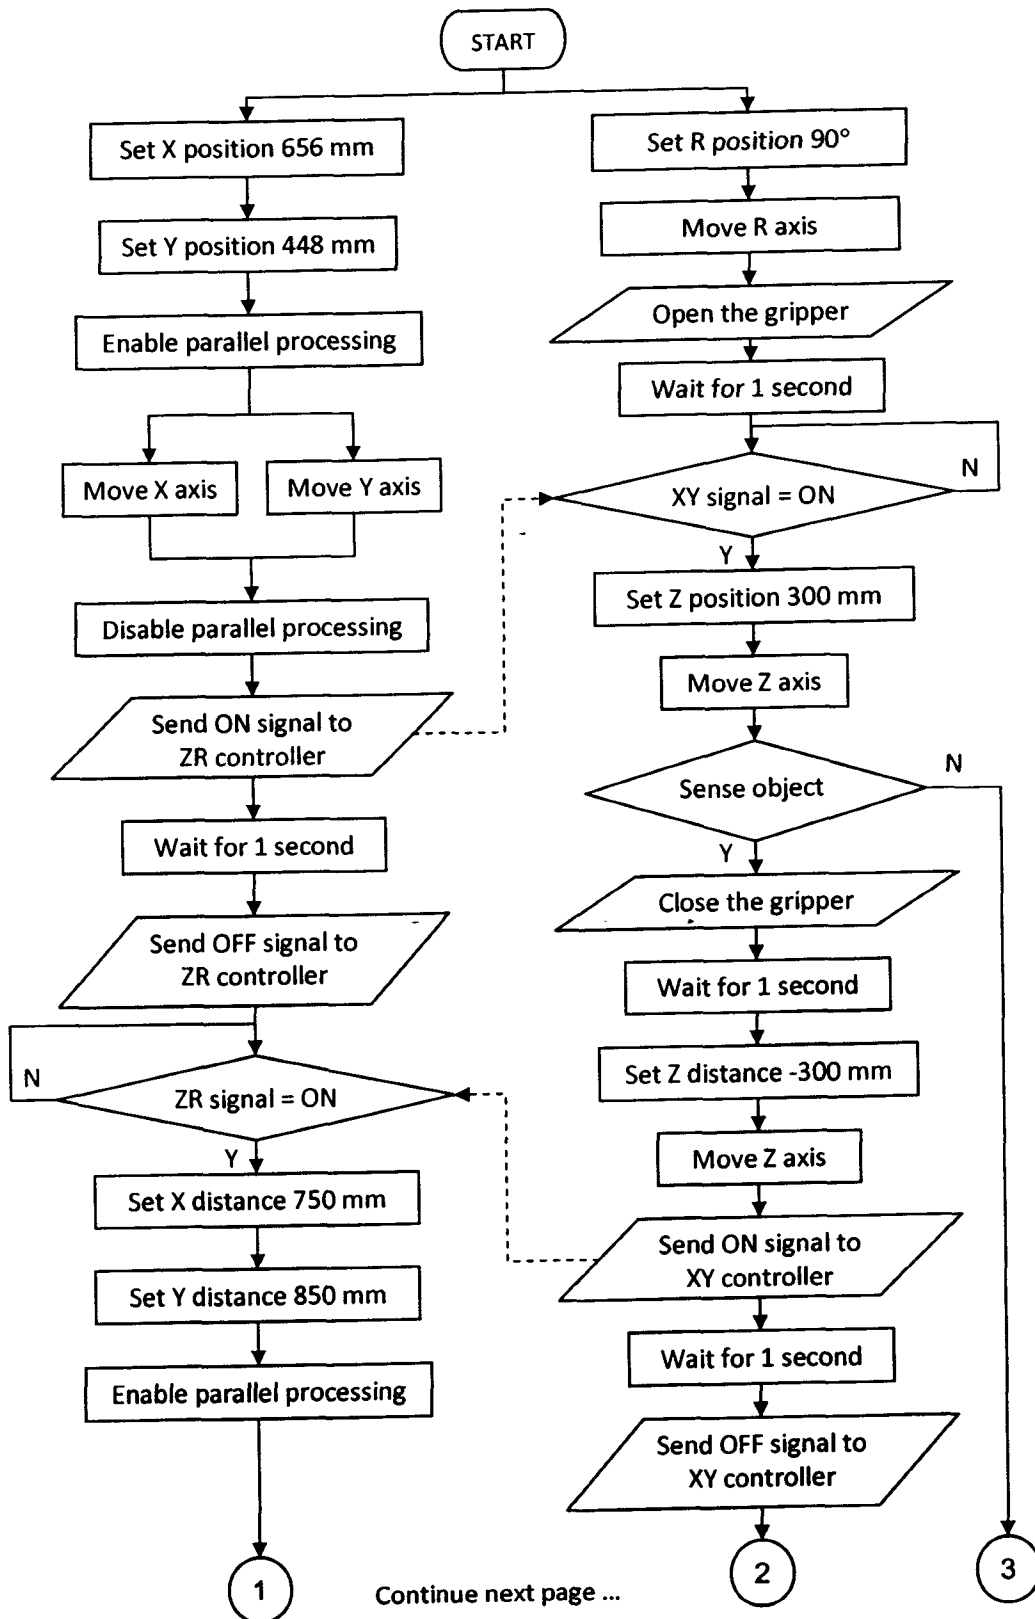 START
Set X position 656 mm
Set Y position 448 mm
Enable parallel processing
Move X axis
Move Y axis
Disable parallel processing
Send ON signal to
ZR controller
Wait for 1 second
Send OFF signal to
ZR controller
N
ZR signal = ON
Y
Set X distance 750 mm
Set Y distance 850 mm
Enable parallel processing
1
Set R position 90°
Move R axis
Open the gripper
Wait for 1 second
N
XY signal = ON
Y
Set Z position 300 mm
Move Z axis
N
Sense object
Y
Close the gripper
Wait for 1 second
Set Z distance -300 mm
Move Z axis
Send ON signal to
XY controller
Wait for 1 second
Send OFF signal to
XY controller
2
3
Continue next page ...